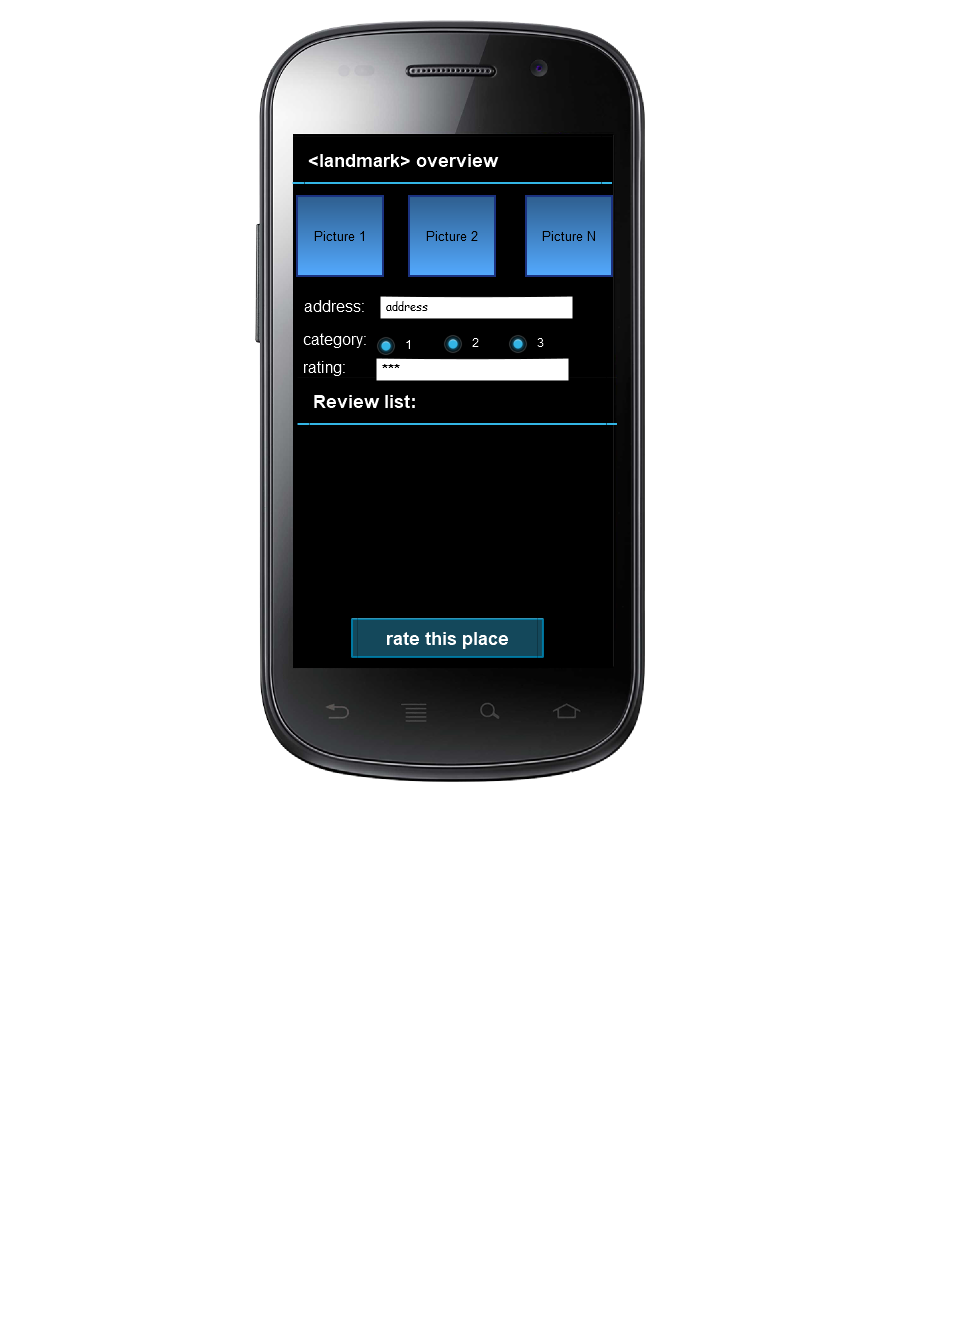 <landmark> overview
Picture 1 Picture 2 Picture N
address: address
category: 1 2 3
rating: ***
Review list:
rate this place